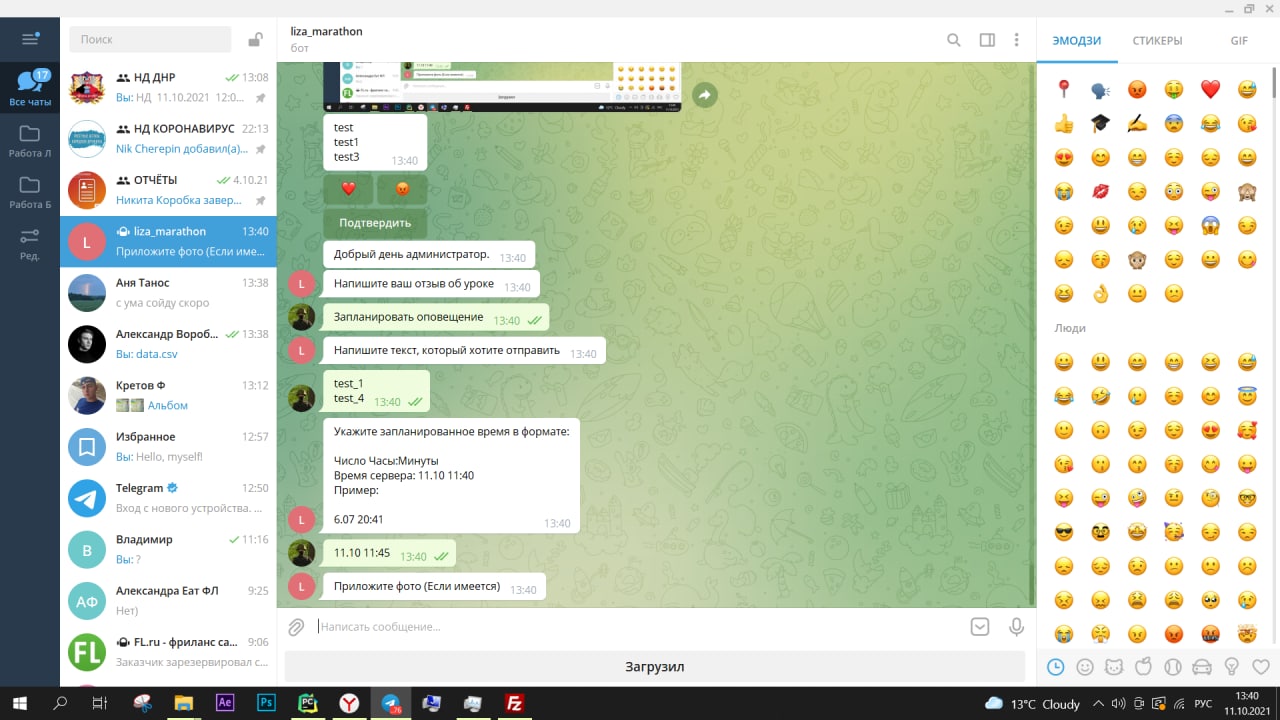 Поиск
17
Все чаты
Работа Л
Работа Б
Ред.
НД ДНР 13:08
Вы: НД 11.10.2021 12:0...
НД КОРОНАВИРУС 22:13
Nik Cherepin добавил(а)...
ОТЧЁТЫ 4.10.21
Никита Коробка завер...
L
liza_marathon 13:40
Приложите фото (Если име...
Аня Танос 13:38
с ума сойду скоро
Александр Вороб... 13:38
Вы: data.csv
Кретов Ф 13:12
Альбом
Избранное 12:57
Вы: Hello, myself!
Telegram 12:50
Вход с нового устройства. ...
В
Владимир 11:16
Вы: ?
АФ
Александра Еат ФЛ 9:25
Нет)
FL
FL.ru - фриланс са... 9:06
Заказчик зарезервировал с...
liza_marathon
бот
test
test1
test3 13:40
Подтвердить
Добрый день администратор. 13:40
L
Напишите ваш отзыв об уроке 13:40
Запланировать оповещение 13:40
L
Напишите текст, который хотите отправить 13:40
test_1
test_4 13:40
Укажите запланированное время в формате:
Число Часы:Минуты
Время сервера: 11.10 11:40
Пример:
6.07 20:41 13:40
L
11.10 11:45 13:40
L
Приложите фото (Если имеется) 13:40
Написать сообщение...
Загрузил
ЭМОДЗИ СТИКЕРЫ GIF
Люди
Ae Ps PC Y 76 Fz
13°C Cloudy РУС
13:40
11.10.2021